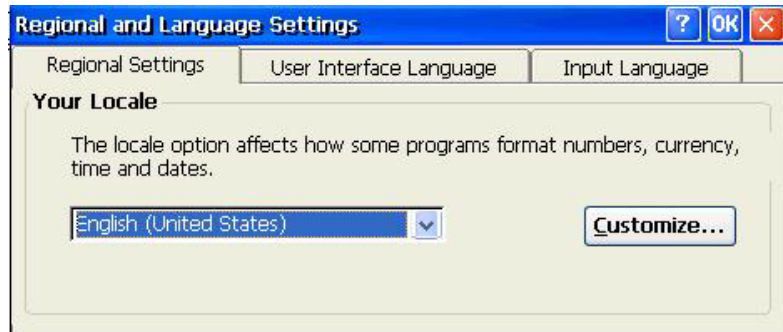 Regional and Language Settings ? OK X
Regional Settings User Interface Language Input Language
Your Locale
The locale option affects how some programs format numbers, currency,
time and dates.
English (United States) Customize...